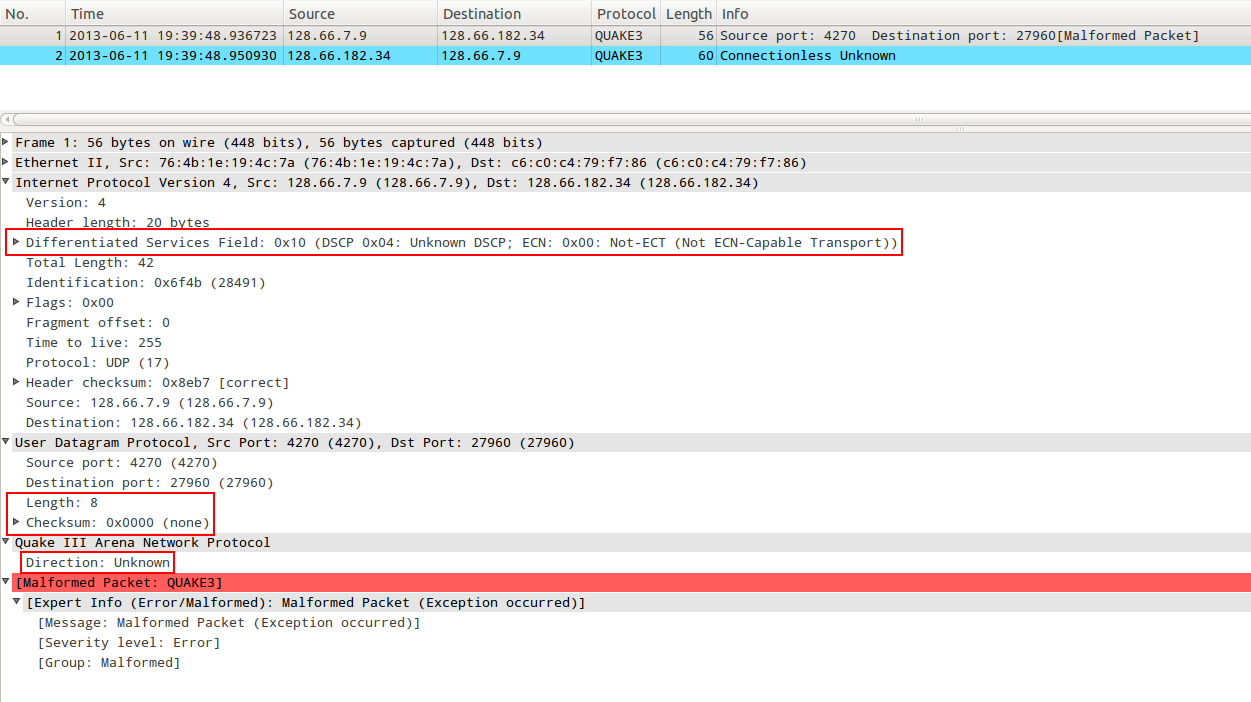 No. Time Source Destination Protocol Length Info
1 2013-06-11 19:39:48.936723 128.66.7.9 128.66.182.34 QUAKE3 56 Source port: 4270  Destination port: 27960[Malformed Packet]
2 2013-06-11 19:39:48.950930 128.66.182.34 128.66.7.9 QUAKE3 60 Connectionless Unknown
Frame 1: 56 bytes on wire (448 bits), 56 bytes captured (448 bits)
Ethernet II, Src: 76:4b:1e:19:4c:7a (76:4b:1e:19:4c:7a), Dst: c6:c0:c4:79:f7:86 (c6:c0:c4:79:f7:86)
Internet Protocol Version 4, Src: 128.66.7.9 (128.66.7.9), Dst: 128.66.182.34 (128.66.182.34)
Version: 4
Header length: 20 bytes
Differentiated Services Field: 0x10 (DSCP 0x04: Unknown DSCP; ECN: 0x00: Not-ECT (Not ECN-Capable Transport))
Total Length: 42
Identification: 0x6f4b (28491)
Flags: 0x00
Fragment offset: 0
Time to live: 255
Protocol: UDP (17)
Header checksum: 0x8eb7 [correct]
Source: 128.66.7.9 (128.66.7.9)
Destination: 128.66.182.34 (128.66.182.34)
User Datagram Protocol, Src Port: 4270 (4270), Dst Port: 27960 (27960)
Source port: 4270 (4270)
Destination port: 27960 (27960)
Length: 8
Checksum: 0x0000 (none)
Quake III Arena Network Protocol
Direction: Unknown
[Malformed Packet: QUAKE3]
[Expert Info (Error/Malformed): Malformed Packet (Exception occurred)]
[Message: Malformed Packet (Exception occurred)]
[Severity level: Error]
[Group: Malformed]